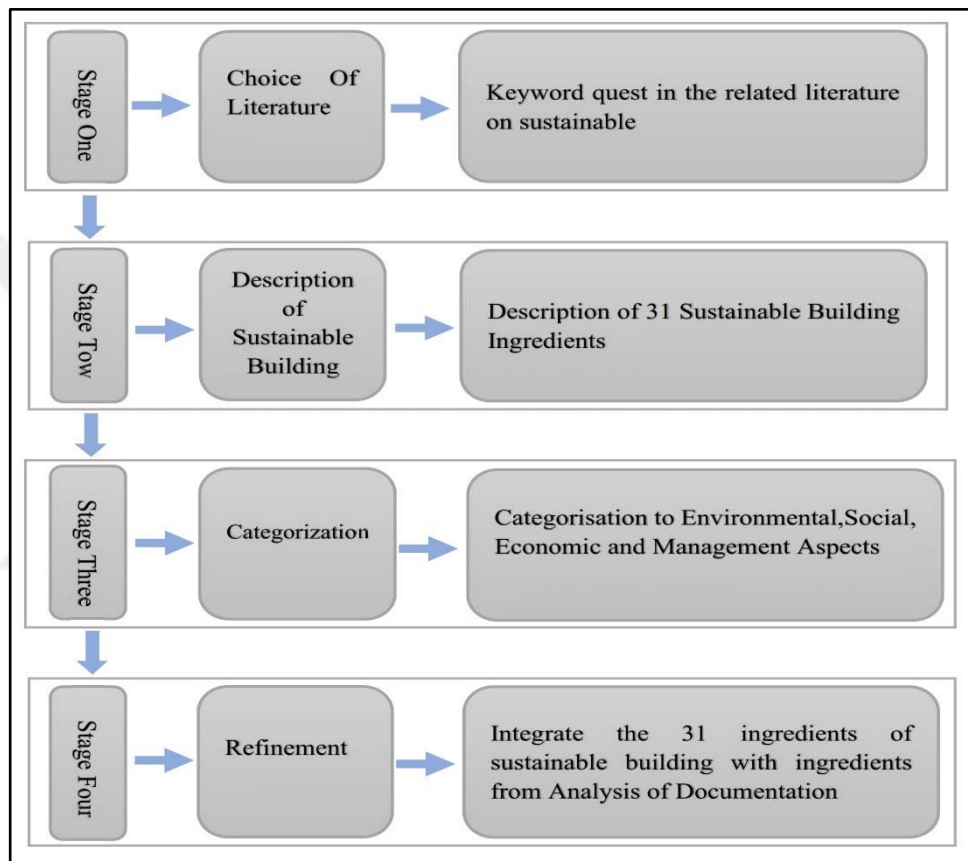 Stage One
Choice Of
Literature
Keyword quest in the related literature
on sustainable
Stage Tow
Description
of
Sustainable
Building
Description of 31 Sustainable Building
Ingredients
Stage Three
Categorization
Categorisation to Environmental,Social,
Economic and Management Aspects
Stage Four
Refinement
Integrate the 31 ingredients of
sustainable building with ingredients
from Analysis of Documentation